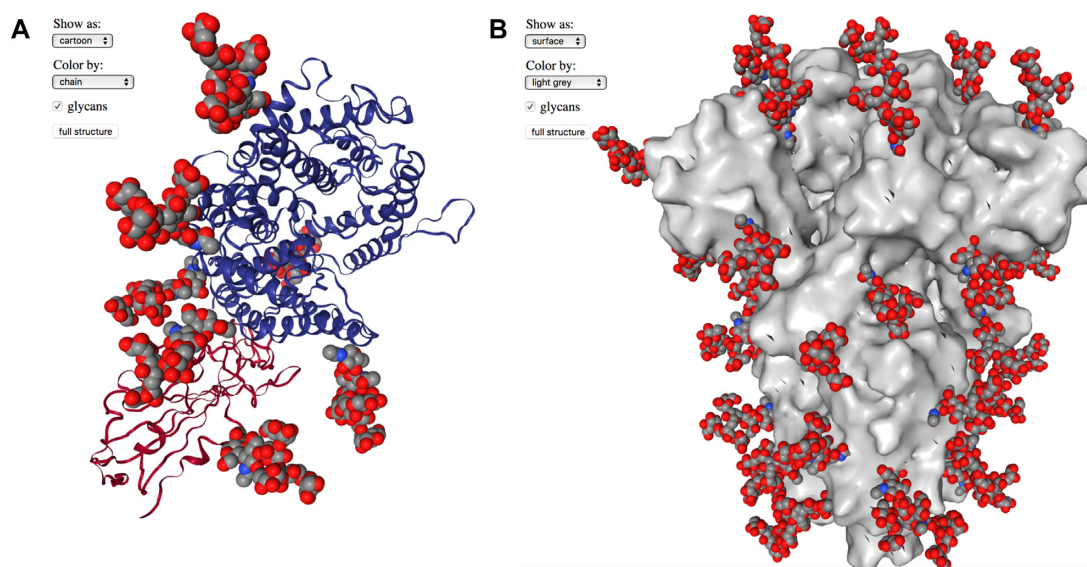 A
Show as:
cartoon
Color by:
chain
glycans
full structure
B
Show as:
surface
Color by:
light grey
glycans
full structure